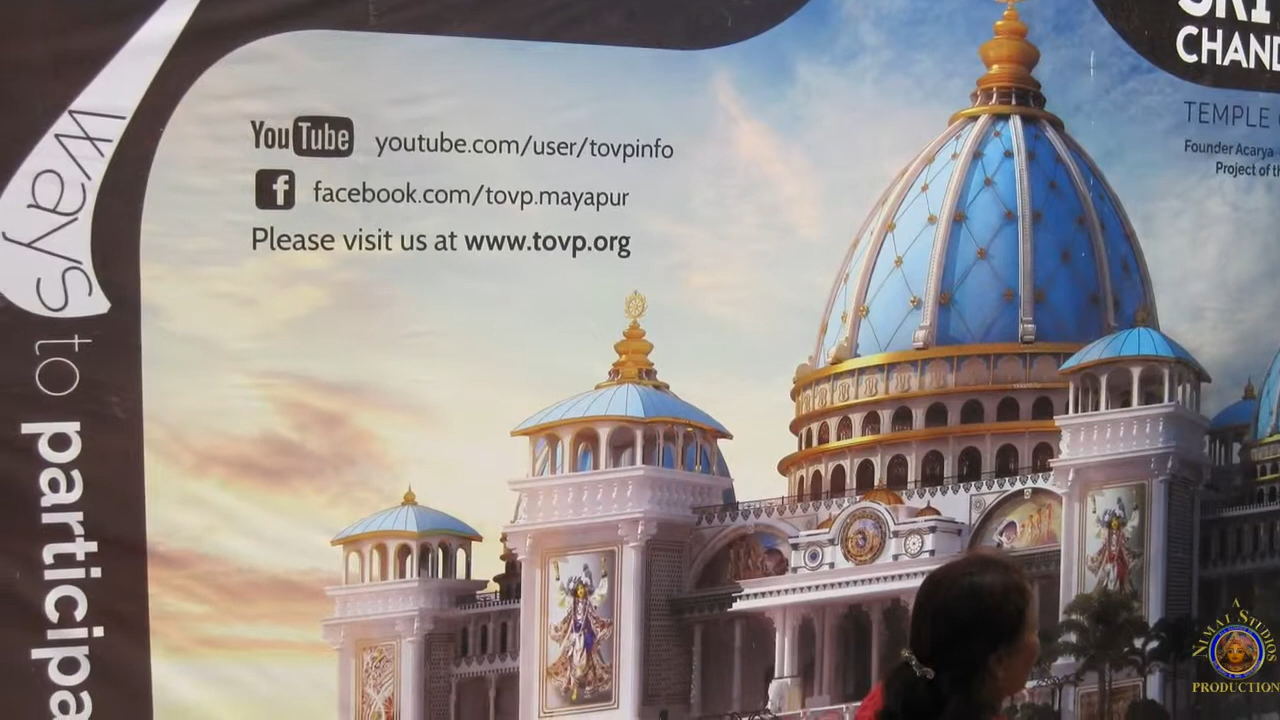 YouTube youtube.com/user/tovpinfo
facebook.com/tovp.mayapur
Please visit us at www.tovp.org
ways to participa
CHAND
TEMPLE
Founder Acarya
Project of th
A
NIMAI STUDIOS
PRODUCTION